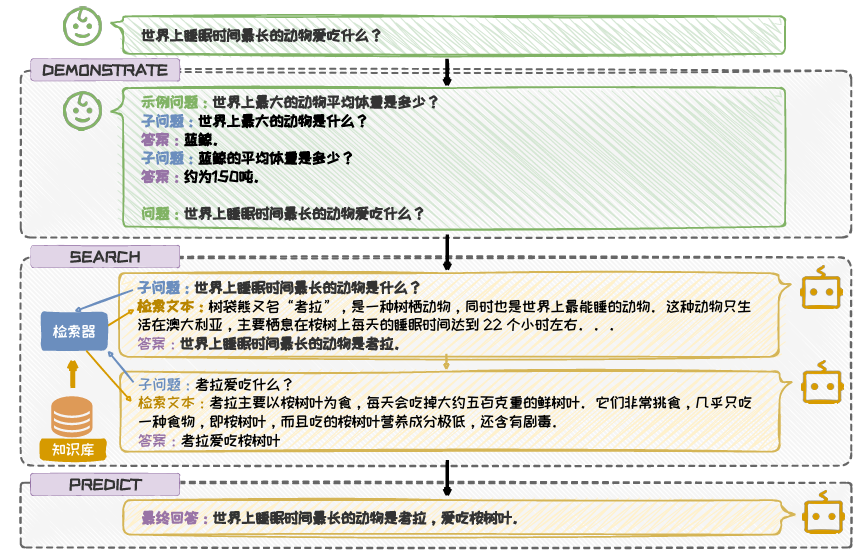 世界上睡眠时间最长的动物爱吃什么？
DEMONSTRATE
示例问题：世界上最大的动物平均体重是多少？
子问题：世界上最大的动物是什么？
答案：蓝鲸。
子问题：蓝鲸的平均体重是多少？
答案：约为150吨。
问题：世界上睡眠时间最长的动物爱吃什么？
SEARCH
子问题：世界上睡眠时间最长的动物是什么？
检索文本：树袋熊又名“考拉”，是一种树栖动物，同时也是世界上最能睡的动物. 这种动物只生
活在澳大利亚，主要栖息在桉树上每天的睡眠时间达到 22 个小时左右. . .
答案：世界上睡眠时间最长的动物是考拉.
检索器
子问题：考拉爱吃什么？
检索文本：考拉主要以桉树叶为食，每天会吃掉大约五百克重的鲜树叶. 它们非常挑食，几乎只吃
一种食物，即桉树叶，而且吃的桉树叶营养成分极低，还含有剧毒.
答案：考拉爱吃桉树叶
知识库
PREDICT
最终回答：世界上睡眠时间最长的动物是考拉，爱吃桉树叶.